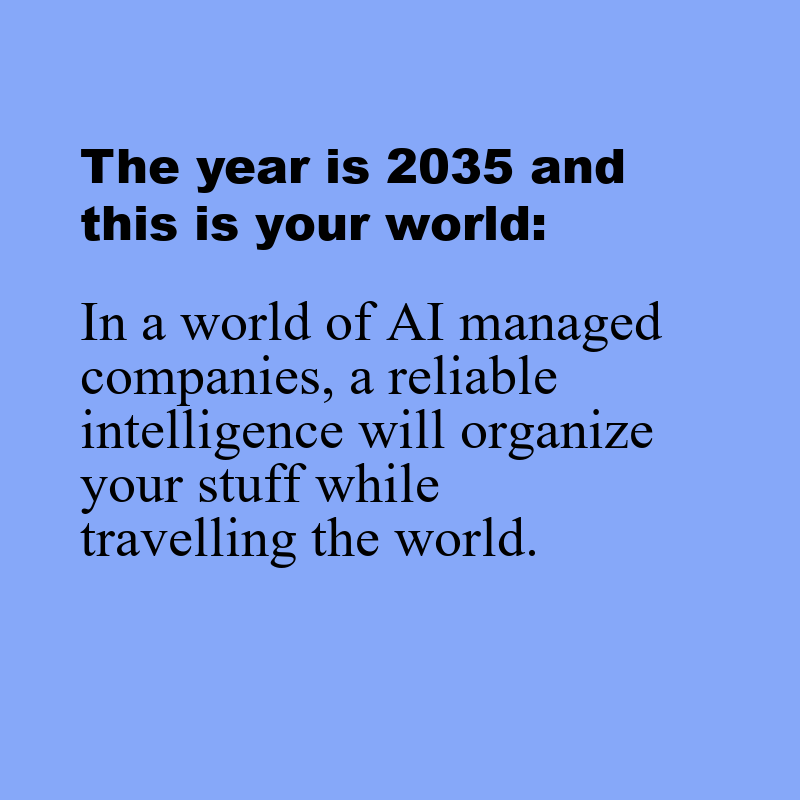 The year is 2035 and
this is your world:
In a world of AI managed
companies, a reliable
intelligence will organize
your stuff while
travelling the world.